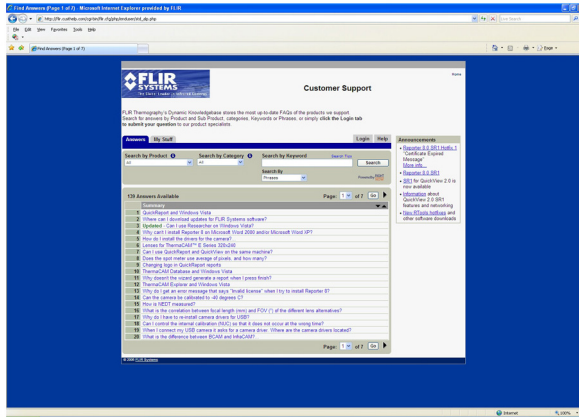 Find Answers (Page 1 of 7) - Microsoft Internet Explorer provided by FLIR
File Edit View Favorites Tools Help
Find Answers (Page 1 of 7)
FLIR
SYSTEMS
Customer Support
Home
FLIR Thermography's Dynamic Knowledgebase stores the most up-to-date FAQs of the products we support.
Search for answers by Product and Sub Product, categories, Keywords or Phrases, or simply click the Login tab
to submit your question to our product specialists.
Answers My Stuff Login Help
Search by Product Search by Category Search by Keyword Search Tips
All All Search
Search By
Phrases
139 Answers Available Page: 1 of 7 Go
Summary
1 QuickReport and Windows Vista
2 Where can I download updates for FLIR Systems software?
3 Updated - Can I use Researcher on Windows Vista?
4 Why can't I install Reporter 8 on Microsoft Word 2000 and/or Microsoft Word XP?
5 How do I install the drivers for the camera?
6 Lenses for ThermaCAM™ E Series 320x240
7 Can I use QuickReport and QuickView on the same machine?
8 Does the spot meter use average of pixels, and how many?
9 Changing logo in QuickReport reports
10 ThermaCAM Database and Windows Vista
11 Why doesn't the wizard generate a report when I press finish?
12 ThermaCAM Explorer and Windows Vista
13 Why do I get an error message that says "Invalid license" when I try to install Reporter 8?
14 Can the camera be calibrated to -40 degrees C?
15 How is NEDT measured?
16 What is the correlation between focal length (mm) and FOV (°) of the different lens alternatives?
17 Why do I have to reinstall camera drivers for USB?
18 Can I control the internal calibration (NUC) so that it does not occur at the wrong time?
19 When I connect my USB camera it asks for a camera driver. Where are the camera drivers located?
20 What is the difference between BCAM and InfraCAM?
Page: 1 of 7 Go
© 2008 FLIR Systems
Announcements
Reporter 8.0 SR1 Hotfix 1
"Certificate Expired
Message"
More info...
Reporter 8.0 SR1
SR1 for QuickView 2.0 is
now available
Information about
QuickView 2.0 SR1
features and networking
New RTools hotfixes and
other software downloads
Internet
100%